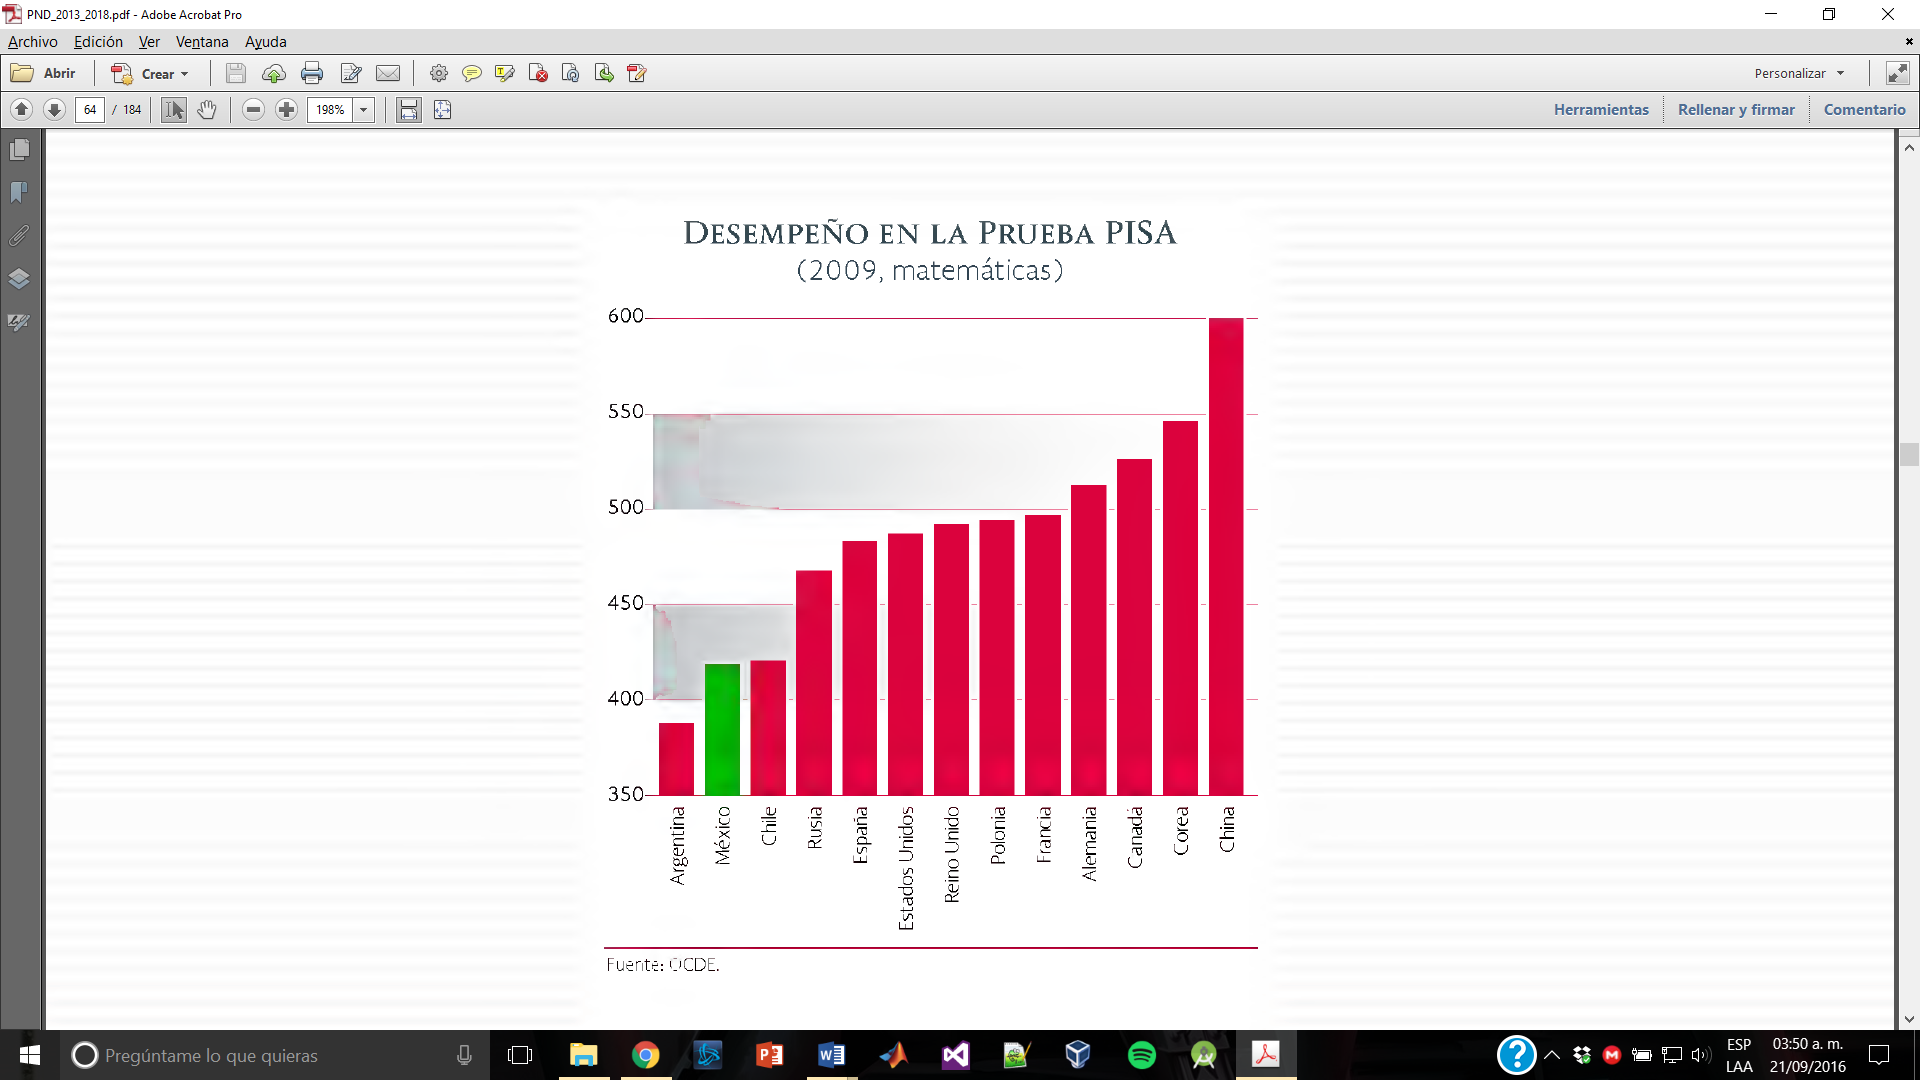 PND_2013_2018.pdf - Adobe Acrobat Pro
Archivo Edición Ver Ventana Ayuda
Abrir Crear Personalizar
64 / 184 198% Herramientas Rellenar y firmar Comentario
DESEMPEÑO EN LA PRUEBA PISA
(2009, matemáticas)
600
550
500
450
400
350
Argentina
México
Chile
Rusia
España
Estados Unidos
Reino Unido
Polonia
Francia
Alemania
Canadá
Corea
China
Fuente: OCDE.
Pregúntame lo que quieras
ESP
LAA
03:50 a. m.
21/09/2016